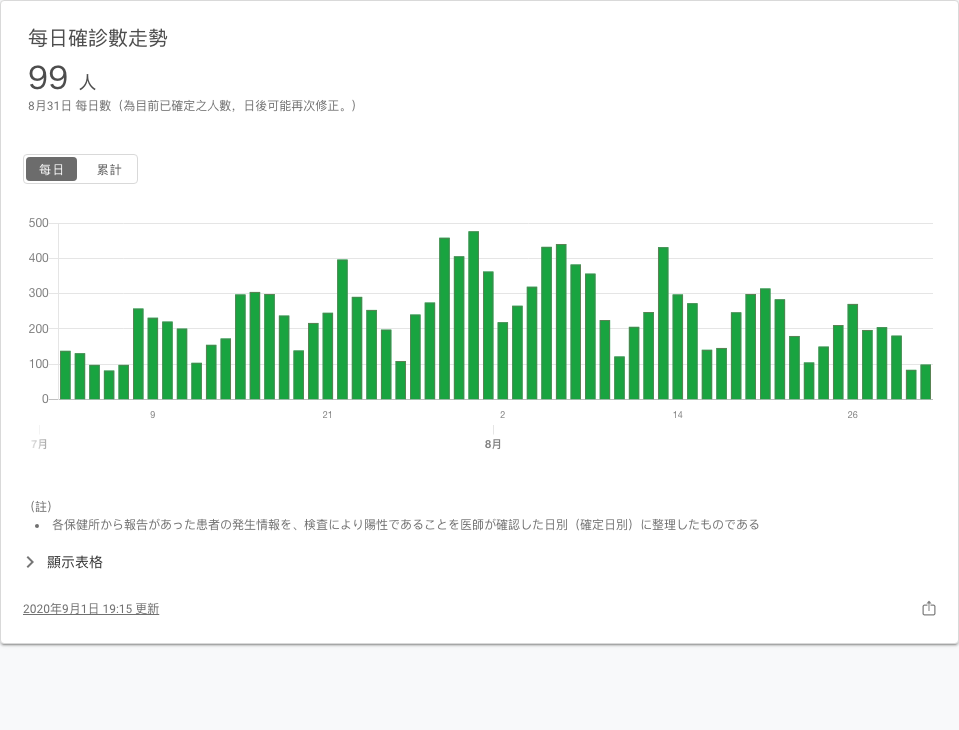 每日確診數走勢
99 人
8月31日 每日數（為目前已確定之人數，日後可能再次修正。）
每日 累計
500
400
300
200
100
0
9 21 2 14 26
7月 8月
（註）
• 各保健所から報告があった患者の発生情報を、検査により陽性であることを医師が確認した日別（確定日別）に整理したものである
顯示表格
2020年9月1日 19:15 更新